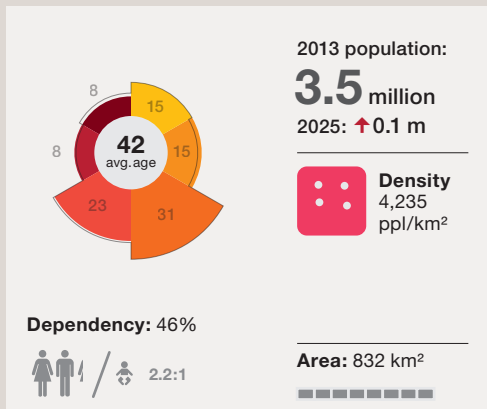 8
15
8
42
avg. age
15
23
31
2013 population:
3.5 million
2025: 0.1 m
Density
4,235
ppl/km²
Dependency: 46%
2.2:1
Area: 832 km²